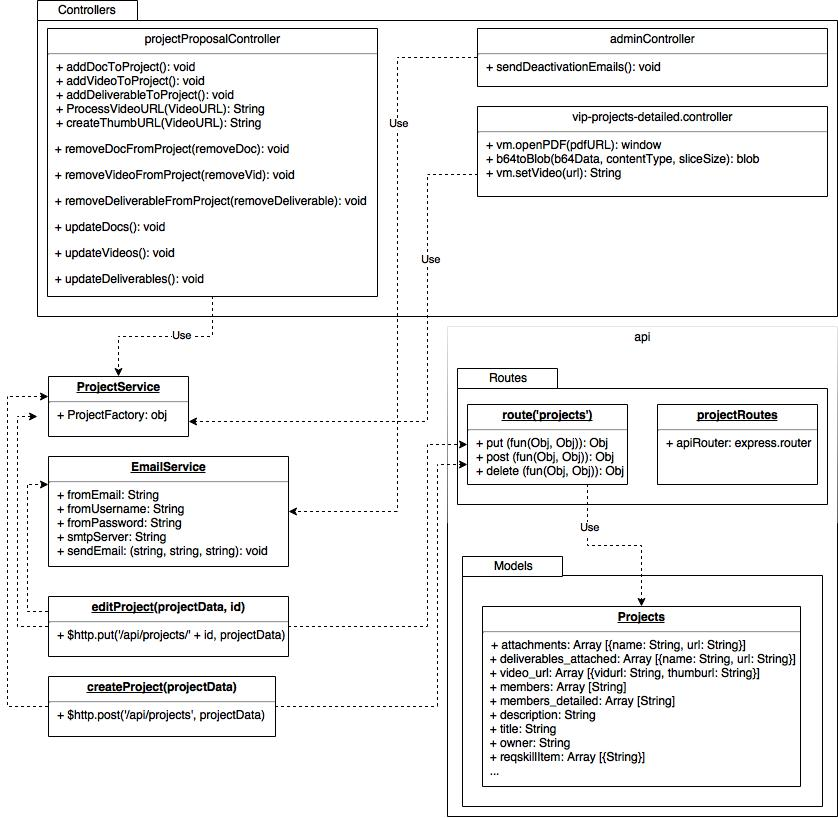 Controllers
projectProposalController
+ addDocToProject(): void
+ addVideoToProject(): void
+ addDeliverableToProject(): void
+ ProcessVideoURL(VideoURL): String
+ createThumbURL(VideoURL): String
+ removeDocFromProject(removeDoc): void
+ removeVideoFromProject(removeVid): void
+ removeDeliverableFromProject(removeDeliverable): void
+ updateDocs(): void
+ updateVideos(): void
+ updateDeliverables(): void
adminController
+ sendDeactivationEmails(): void
vip-projects-detailed.controller
+ vm.openPDF(pdfURL): window
+ b64toBlob(b64Data, contentType, sliceSize): blob
+ vm.setVideo(url): String
Use
Use
Use
ProjectService
+ ProjectFactory: obj
EmailService
+ fromEmail: String
+ fromUsername: String
+ fromPassword: String
+ smtpServer: String
+ sendEmail: (string, string, string): void
editProject(projectData, id)
+ $http.put('/api/projects/' + id, projectData)
createProject(projectData)
+ $http.post('/api/projects', projectData)
api
Routes
route('projects')
+ put (fun(Obj, Obj)): Obj
+ post (fun(Obj, Obj)): Obj
+ delete (fun(Obj, Obj)): Obj
projectRoutes
+ apiRouter: express.router
Use
Models
Projects
+ attachments: Array [{name: String, url: String}]
+ deliverables_attached: Array [{name: String, url: String}]
+ video_url: Array [{vidurl: String, thumburl: String}]
+ members: Array [String]
+ members_detailed: Array [String]
+ description: String
+ title: String
+ owner: String
+ reqskillItem: Array [{String}]
...